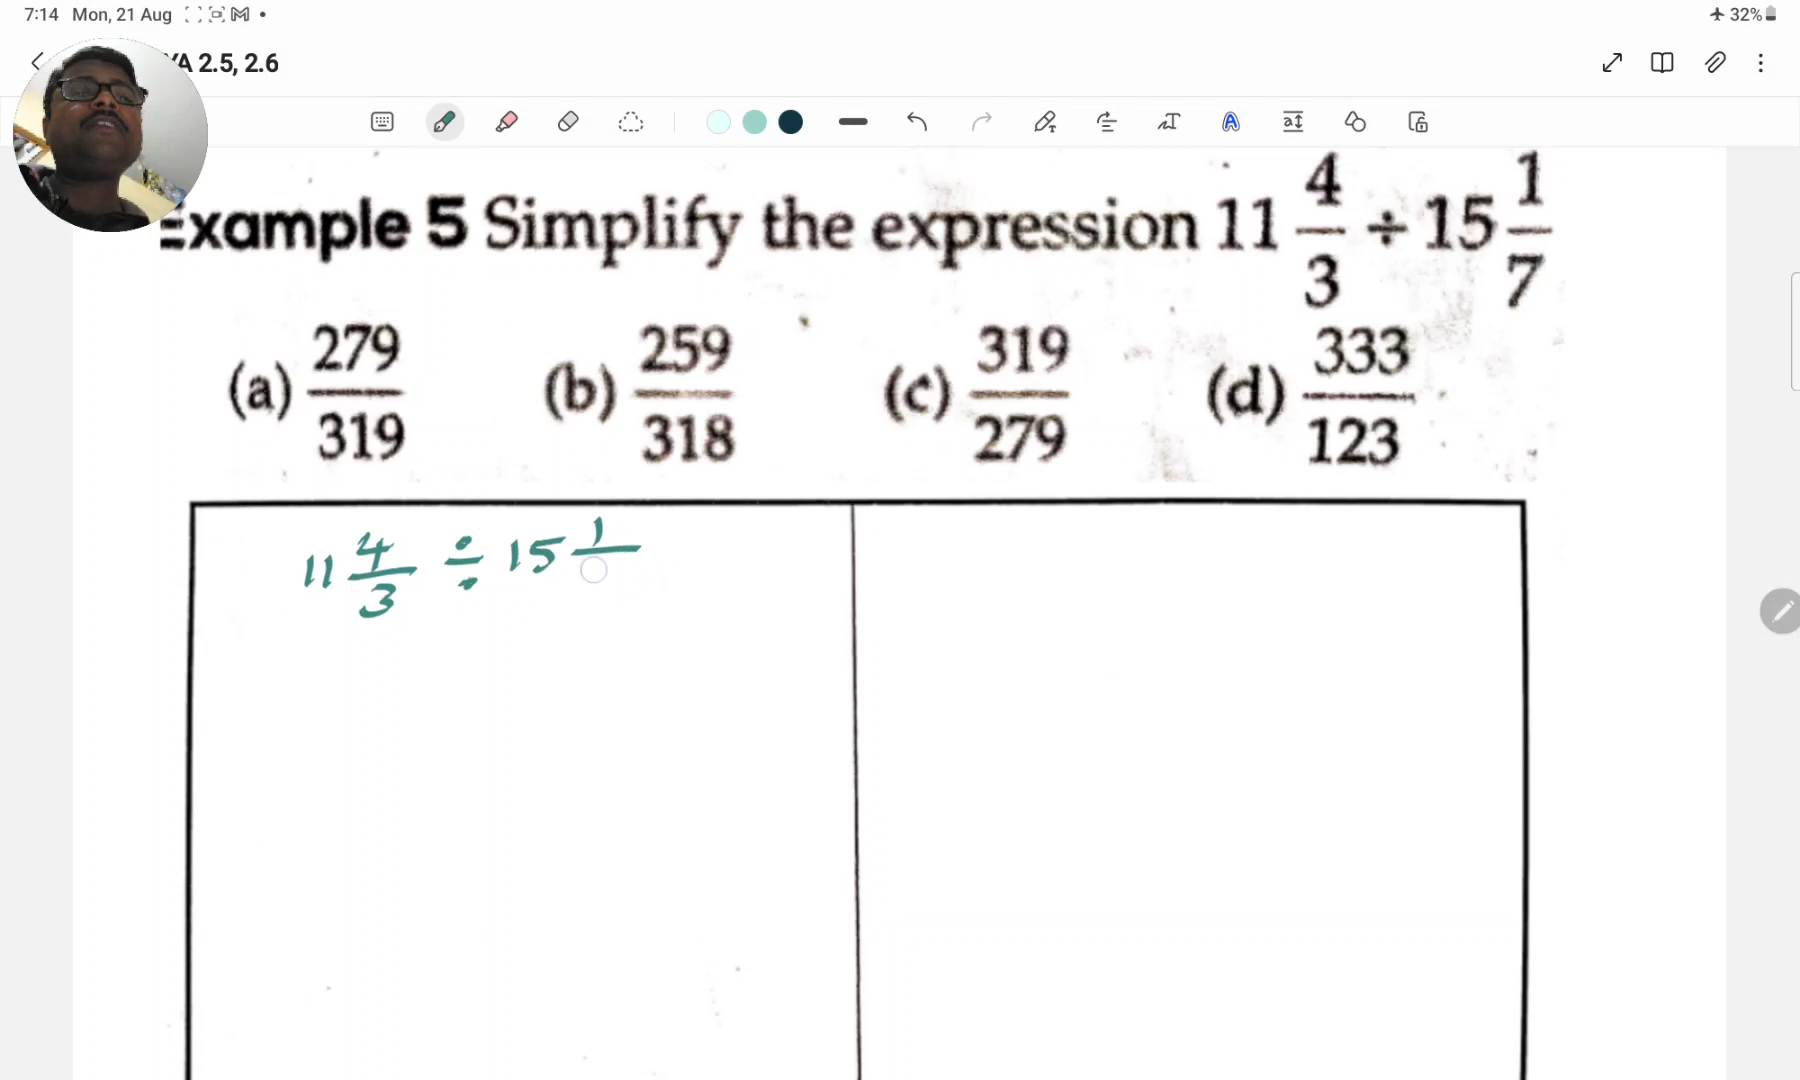 7:14 Mon, 21 Aug
32%
YA 2.5, 2.6
Example 5 Simplify the expression 11 4/3 ÷ 15 1/7
(a) 279/319 (b) 259/318 (c) 319/279 (d) 333/123
11 4/3 ÷ 15 1/